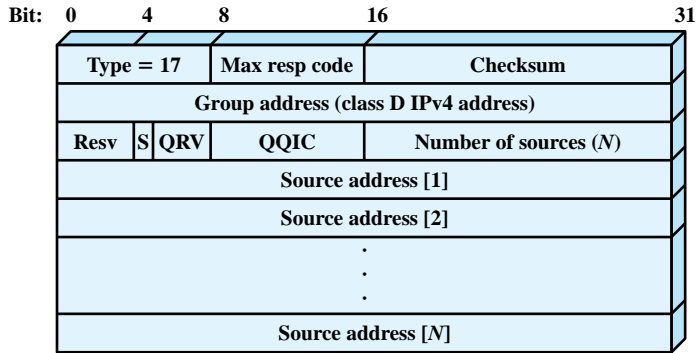 Bit: 0 4 8 16 31
Type = 17 Max resp code Checksum
Group address (class D IPv4 address)
Resv S QRV QQIC Number of sources (N)
Source address [1]
Source address [2]
.
.
.
Source address [N]